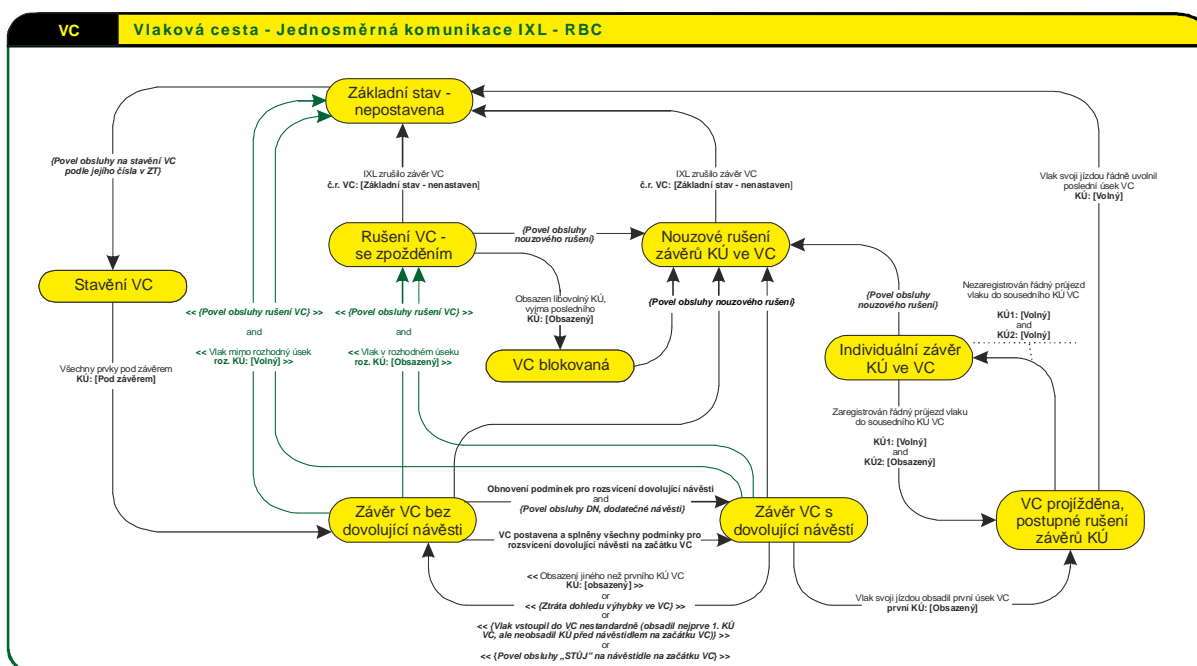 VC
Vlaková cesta - Jednosměrná komunikace IXL - RBC
Základní stav -
nepostavena
{Povel obsluhy na stavění VC
podle jejího čísla v ZT}
IXL zrušilo závěr VC
č.r. VC: [Základní stav - nenastaven]
IXL zrušilo závěr VC
č.r. VC: [Základní stav - nenastaven]
Vlak svoji jízdou řádně uvolnil
poslední úsek VC
KÚ: [Volný]
Rušení VC -
se zpožděním
{Povel obsluhy
nouzového rušení}
Nouzové rušení
závěrů KÚ ve VC
Stavění VC
{Povel obsluhy
nouzového rušení}
Nezaregistrován řádný průjezd
vlaku do sousedního KÚ VC
KÚ1: [Volný]
and
KÚ2: [Volný]
<< {Povel obsluhy rušení VC} >>
and
<< Vlak mimo rozhodný úsek
roz. KÚ: [Volný] >>
<< {Povel obsluhy rušení VC} >>
and
<< Vlak v rozhodném úseku
roz. KÚ: [Obsazený] >>
Obsazen libovolný KÚ,
vyjma posledního
KÚ: [Obsazený]
{Povel obsluhy nouzového rušení}
VC blokovaná
Individuální závěr
KÚ ve VC
Všechny prvky pod závěrem
KÚ: [Pod závěrem]
Zaregistrován řádný průjezd vlaku
do sousedního KÚ VC
KÚ1: [Volný]
and
KÚ2: [Obsazený]
Závěr VC bez
dovolující návěsti
Obnovení podmínek pro rozsvícení dovolující návěsti
and
{Povel obsluhy DN, dodatečné návěsti}
VC postavena a splněny všechny podmínky pro
rozsvícení dovolující návěsti na začátku VC
Závěr VC s
dovolující návěstí
VC projížděna,
postupné rušení
závěrů KÚ
<< Obsazení jiného než prvního KÚ VC
KÚ: [obsazený] >>
or
<< {Ztráta dohledu výhybky ve VC} >>
or
<< {Vlak vstoupil do VC nestandardně (obsadil nejprve 1. KÚ
VC, ale neobsadil KÚ před návěstidlem na začátku VC)} >>
or
<< {Povel obsluhy „STŮJ" na návěstidle na začátku VC} >>
Vlak svoji jízdou obsadil první úsek VC
první KÚ: [Obsazený]